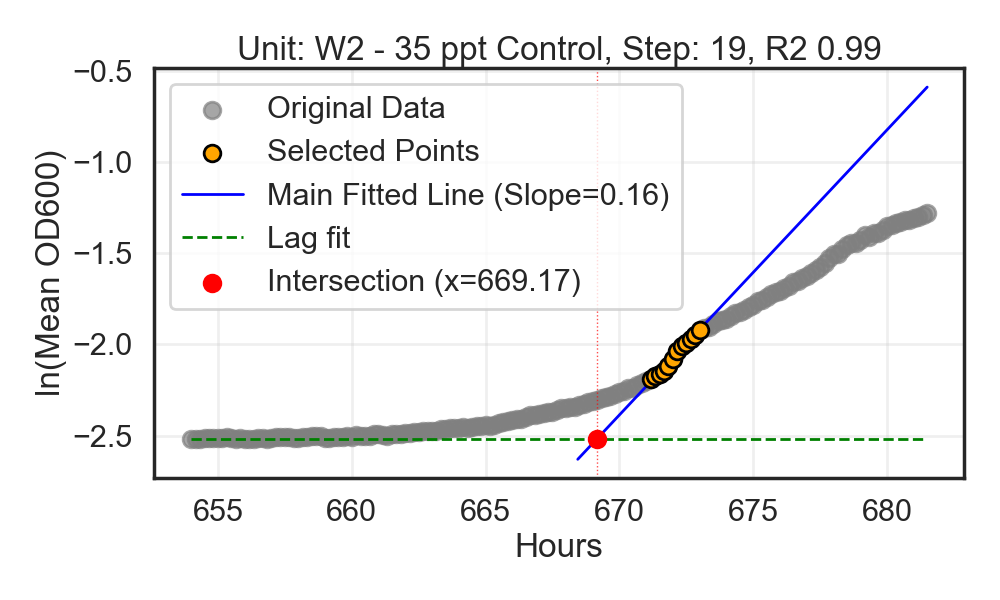 Unit: W2 - 35 ppt Control, Step: 19, R2 0.99
Original Data
Selected Points
Main Fitted Line (Slope=0.16)
Lag fit
Intersection (x=669.17)
ln(Mean OD600)
−0.5
−1.0
−1.5
−2.0
−2.5
655 660 665 670 675 680
Hours